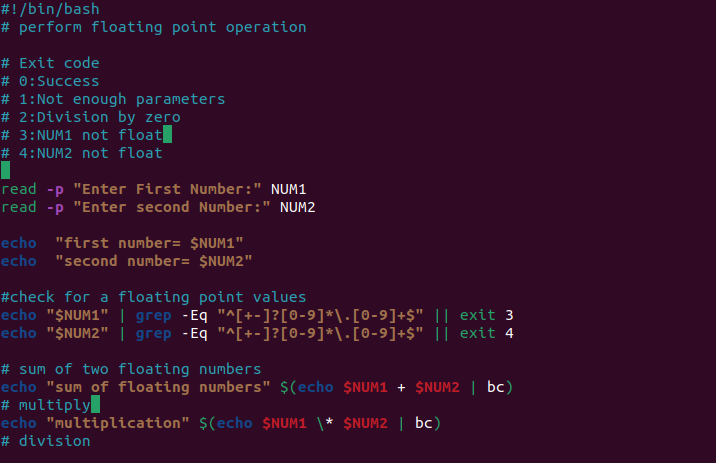 #!/bin/bash
# perform floating point operation
# Exit code
# 0:Success
# 1:Not enough parameters
# 2:Division by zero
# 3:NUM1 not float
# 4:NUM2 not float
read -p "Enter First Number:" NUM1
read -p "Enter second Number:" NUM2
echo  "first number= $NUM1"
echo  "second number= $NUM2"
#check for a floating point values
echo "$NUM1" | grep -Eq "^[+-]?[0-9]*\.[0-9]+$" || exit 3
echo "$NUM2" | grep -Eq "^[+-]?[0-9]*\.[0-9]+$" || exit 4
# sum of two floating numbers
echo "sum of floating numbers" $(echo $NUM1 + $NUM2 | bc)
# multiply
echo "multiplication" $(echo $NUM1 \* $NUM2 | bc)
# division